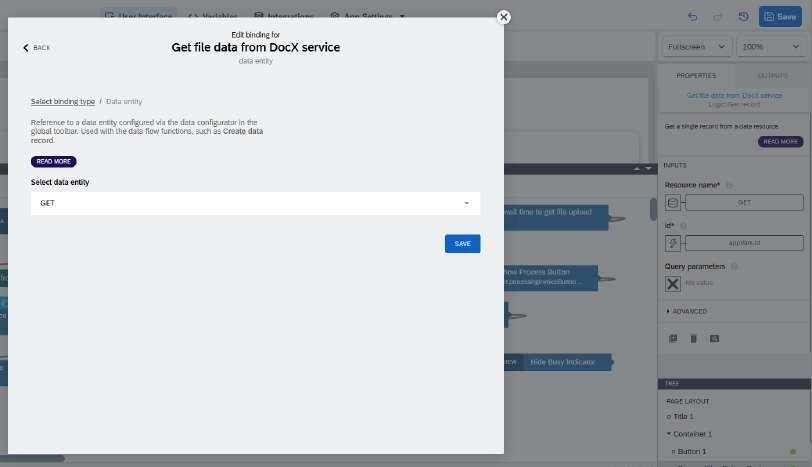 User Interface
Variables
Integrations
App Settings
Save
Edit binding for
Get file data from DocX service
data entity
BACK
Select binding type / Data entity
Reference to a data entity configured via the data configurator in the
global toolbar. Used with the data flow functions, such as Create data
record.
READ MORE
Select data entity
GET
SAVE
wait time to get file upload
Show Process Button
Hide Busy Indicator
Fullscreen
100%
PROPERTIES
OUTPUTS
Get file data from DocX service
Logic: Get record
Get a single record from a data resource.
READ MORE
INPUTS
Resource name*
GET
Id*
appVars.id
Query parameters
No value
ADVANCED
TREE
PAGE LAYOUT
Title 1
Container 1
Button 1